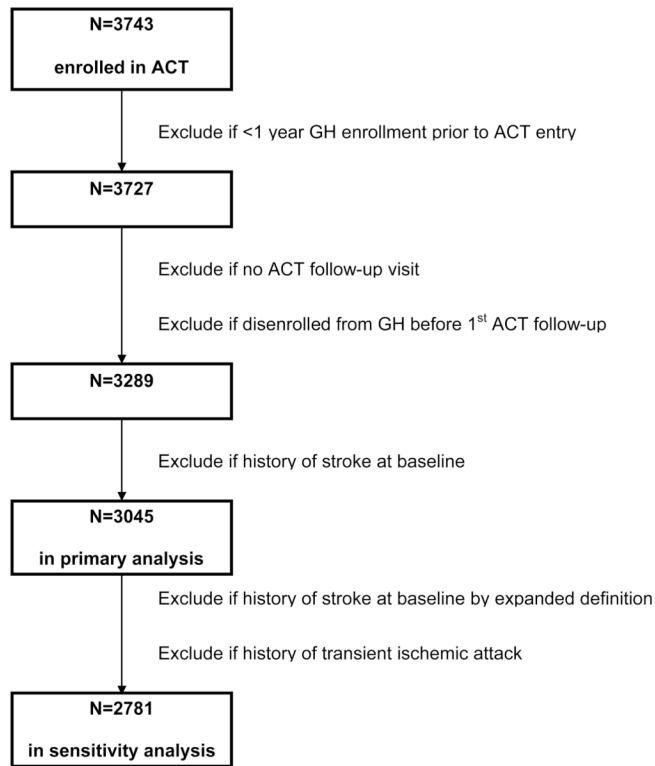 N=3743
enrolled in ACT
Exclude if <1 year GH enrollment prior to ACT entry
N=3727
Exclude if no ACT follow-up visit
Exclude if disenrolled from GH before 1st ACT follow-up
N=3289
Exclude if history of stroke at baseline
N=3045
in primary analysis
Exclude if history of stroke at baseline by expanded definition
Exclude if history of transient ischemic attack
N=2781
in sensitivity analysis